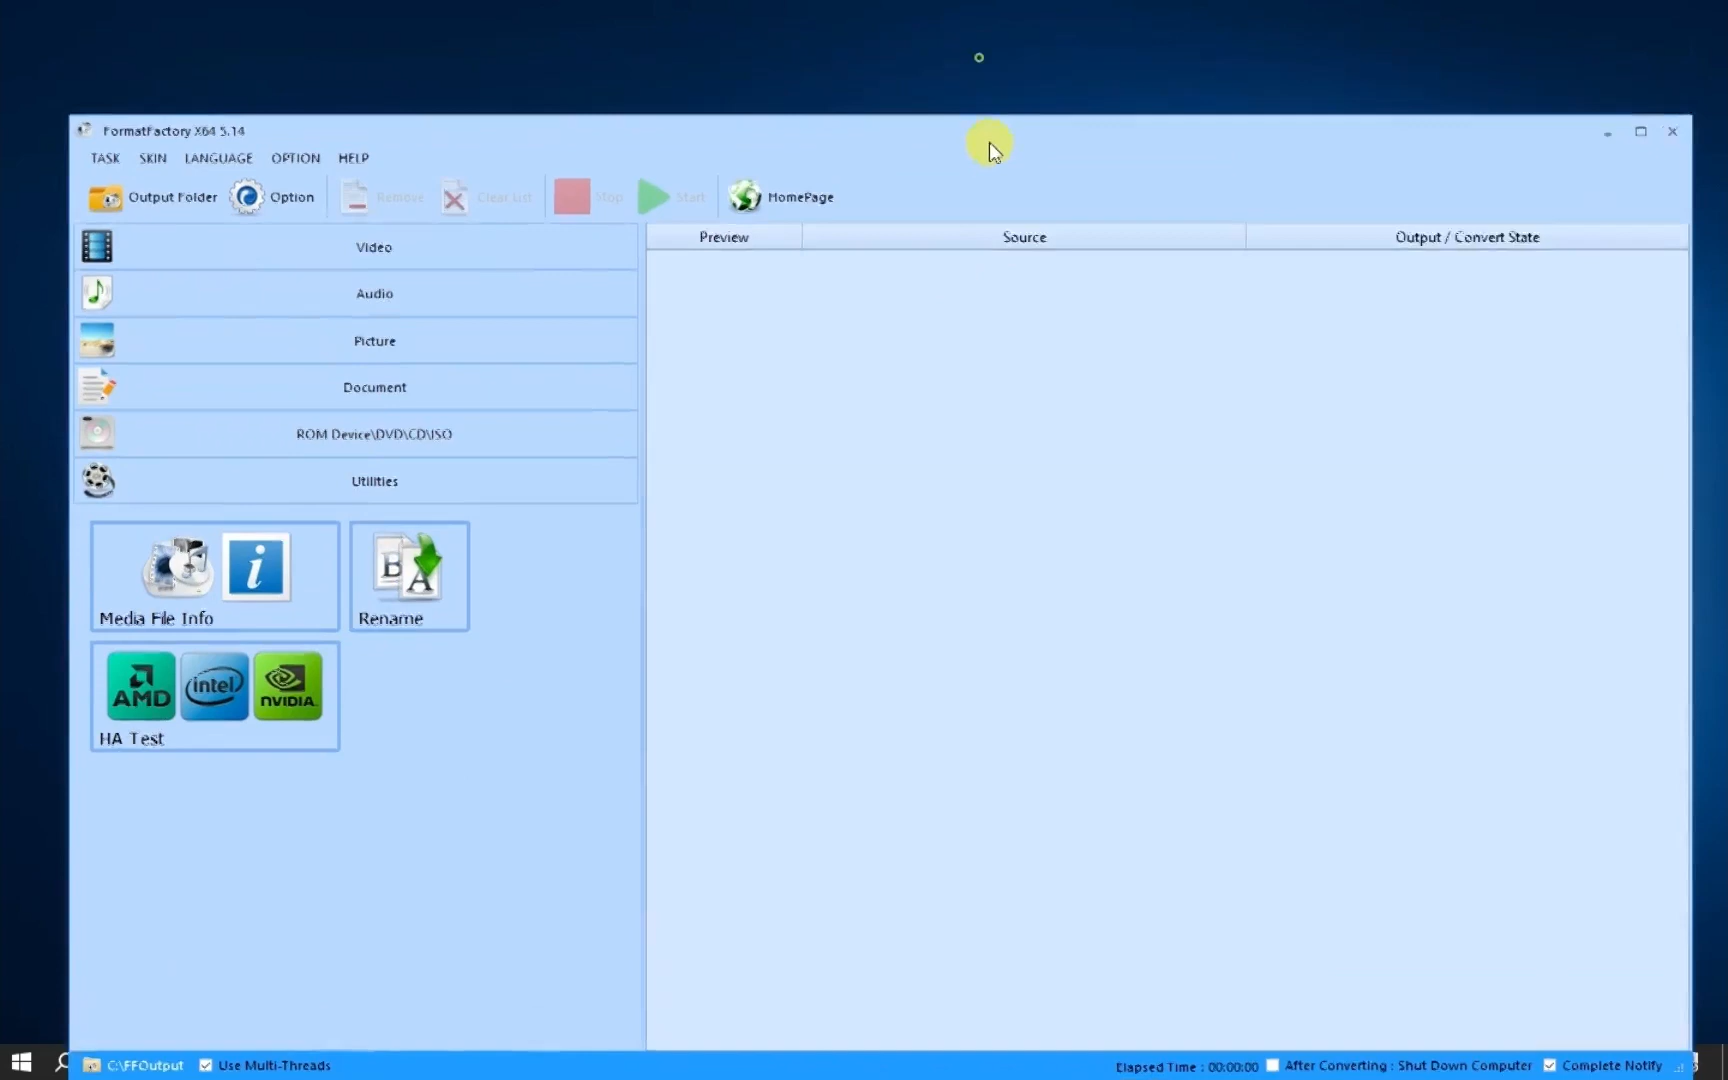 FormatFactory X64 5.14
TASK SKIN LANGUAGE OPTION HELP
Output Folder Option Remove Clear List Stop Start HomePage
Video
Audio
Picture
Document
ROM Device\DVD\CD\ISO
Utilities
Preview Source Output / Convert State
i B A
Media File Info Rename
AMD intel NVIDIA
HA Test
C:\FFOutput Use Multi-Threads Elapsed Time : 00:00:00 After Converting : Shut Down Computer Complete Notify